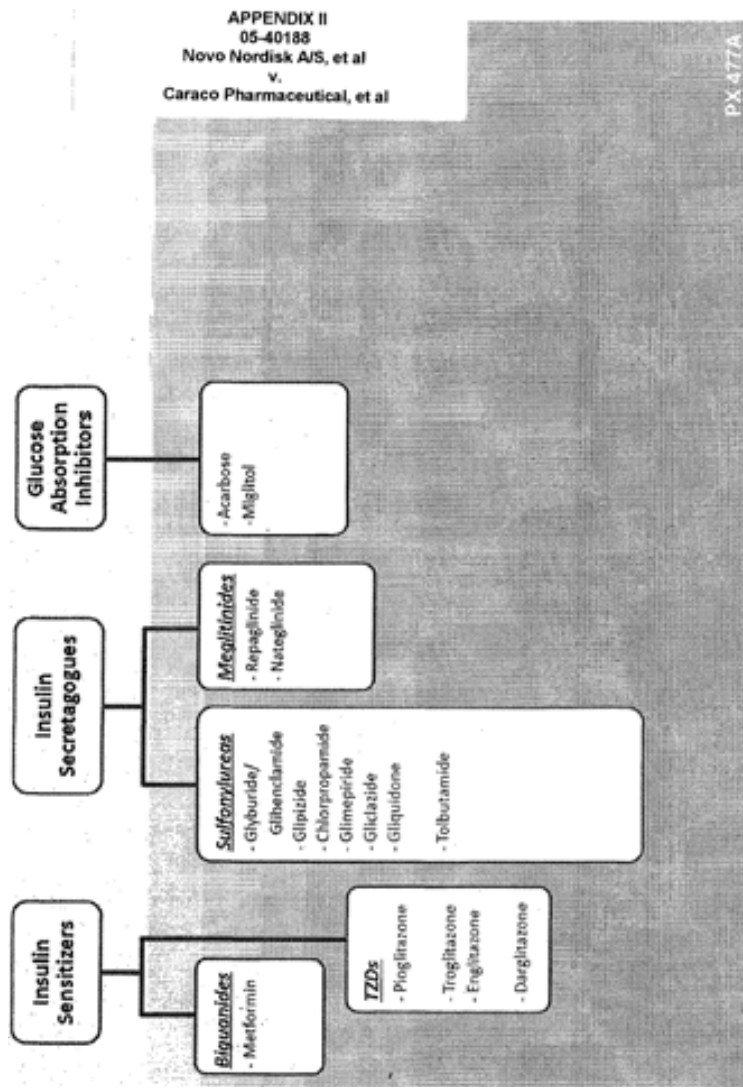 APPENDIX II
05-40188
Novo Nordisk A/S, et al
v.
Caraco Pharmaceutical, et al
Insulin
Sensitizers
Biguanides
- Metformin
TZDs
- Pioglitazone
- Troglitazone
- Englitazone
- Darglitazone
Insulin
Secretagogues
Sulfonylureas
- Glyburide/
Glibenclamide
- Glipizide
- Chlorpropamide
- Glimepiride
- Gliclazide
- Gliquidone
- Tolbutamide
Meglitinides
- Repaglinide
- Nateglinide
Glucose
Absorption
Inhibitors
- Acarbose
- Miglitol
PX 477A